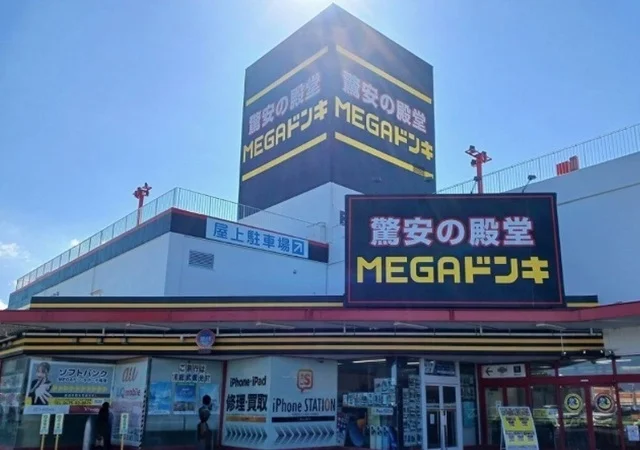 驚安の殿堂
MEGAドンキ
驚安の殿堂
MEGAドンキ
屋上駐車場
驚安の殿堂
MEGAドンキ
ソフトバンク
au
iPhone・iPad
修理&買取
iPhone STATION